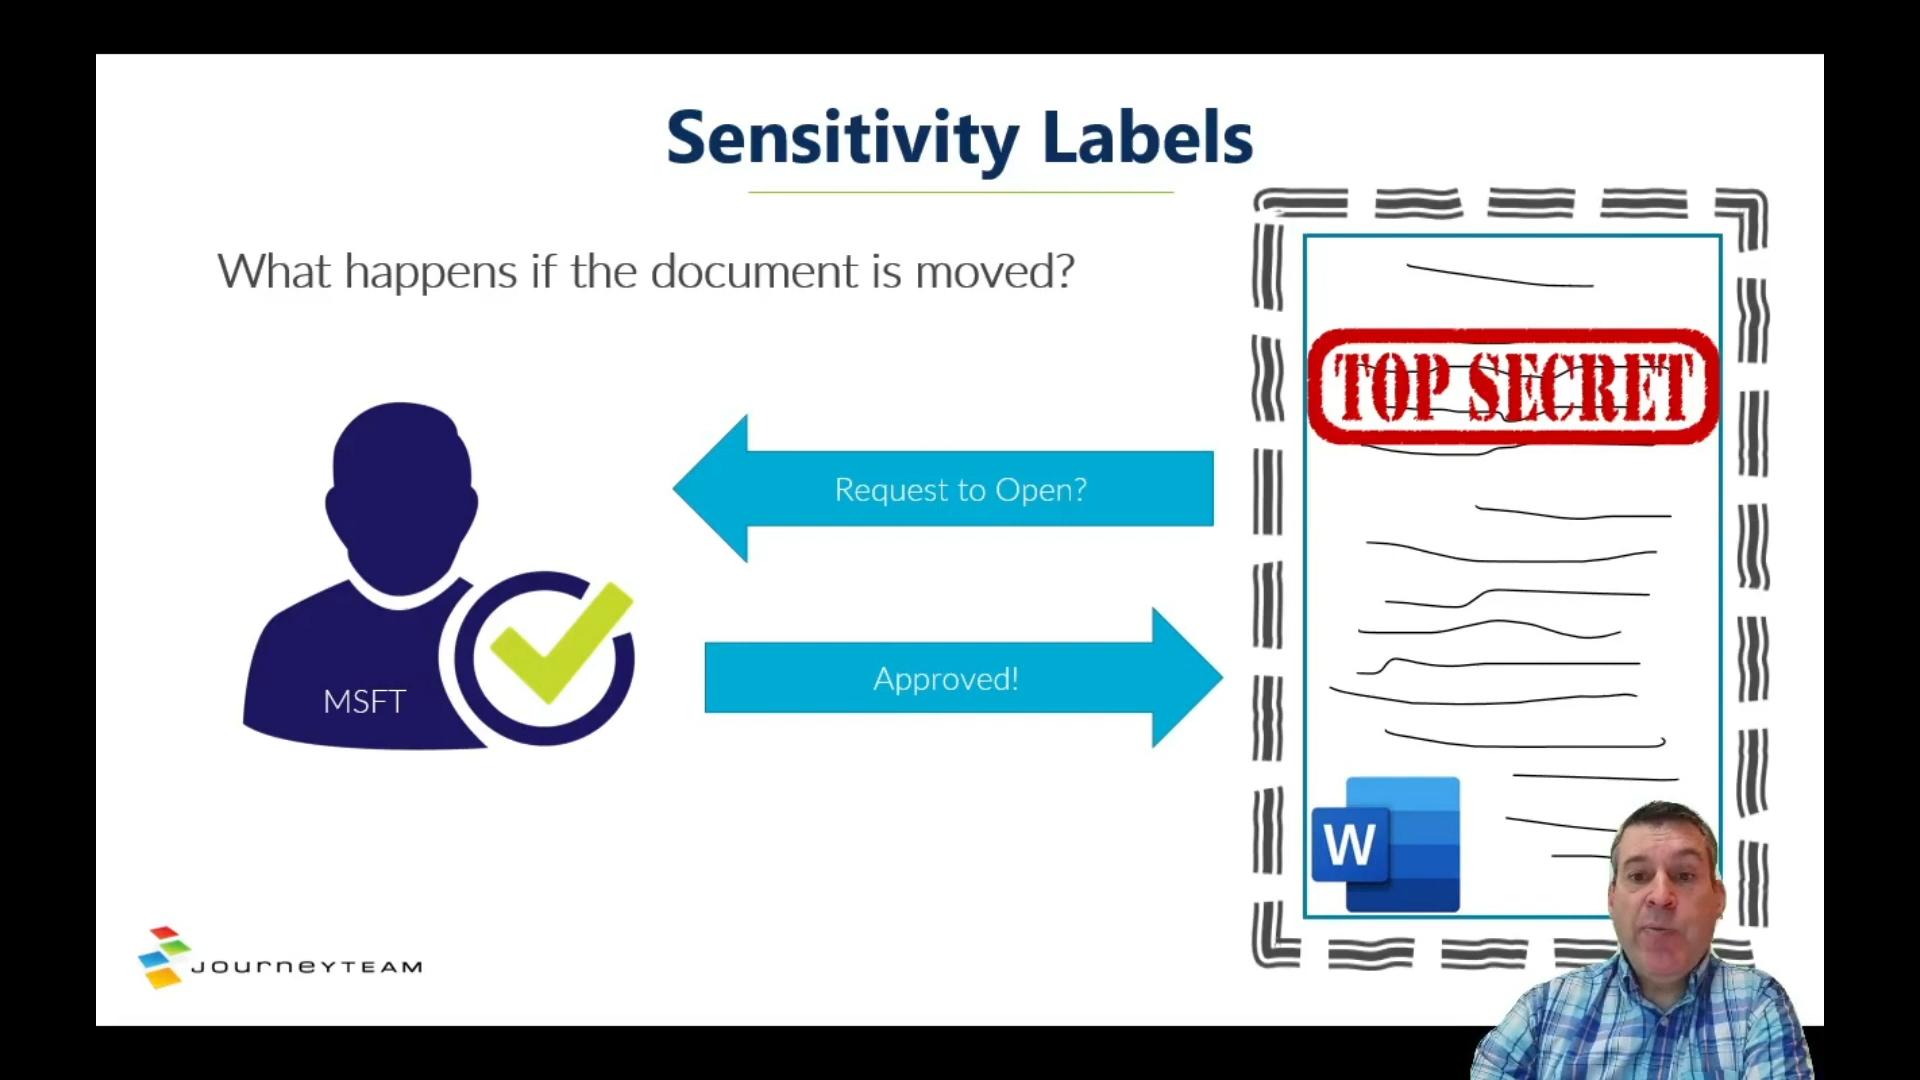 Sensitivity Labels
What happens if the document is moved?
TOP SECRET
Request to Open?
Approved!
MSFT
W
JOURNEYTEAM